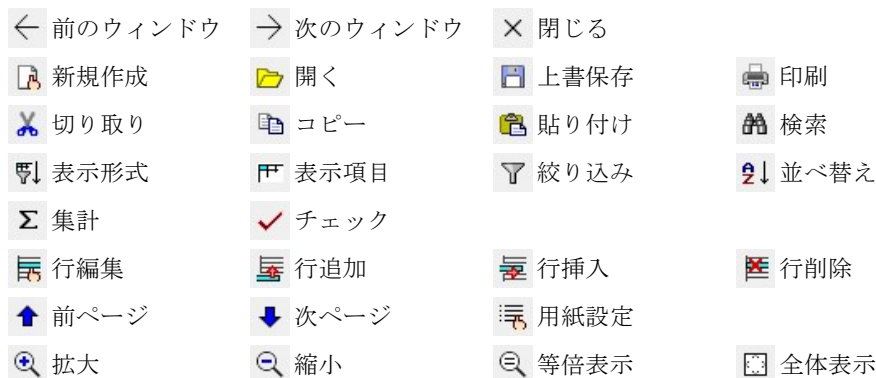 前のウィンドウ 次のウィンドウ 閉じる
新規作成 開く 上書保存 印刷
切り取り コピー 貼り付け 検索
表示形式 表示項目 絞り込み 並べ替え
集計 チェック
行編集 行追加 行挿入 行削除
前ページ 次ページ 用紙設定
拡大 縮小 等倍表示 全体表示